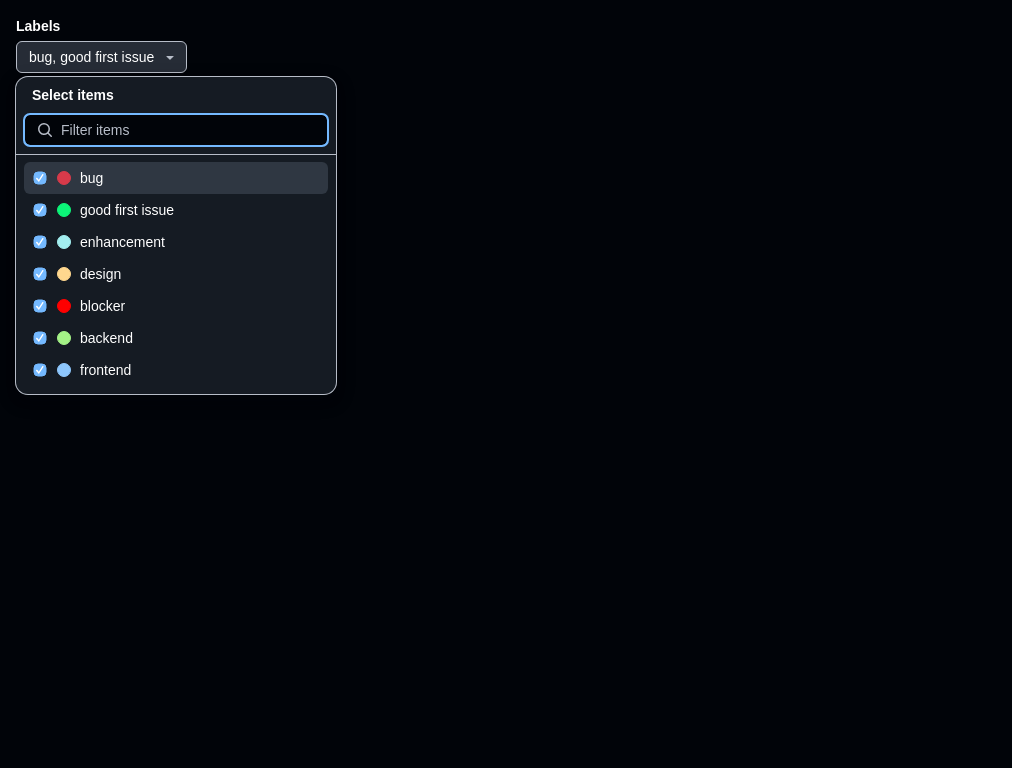 Labels
bug, good first issue
Select items
Filter items
bug
good first issue
enhancement
design
blocker
backend
frontend